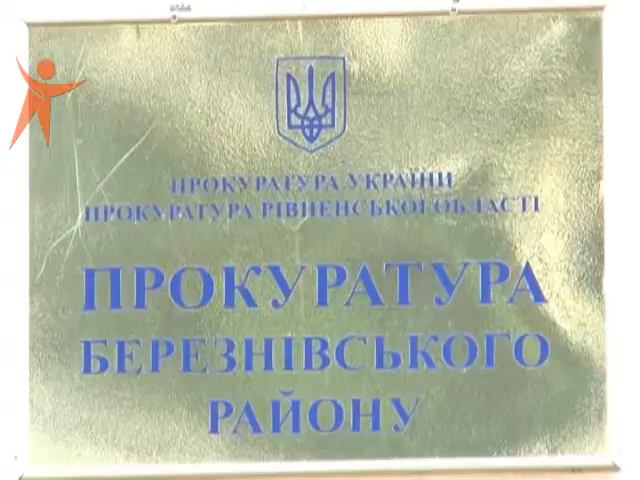 ПРОКУРАТУРА УКРАЇНИ
ПРОКУРАТУРА РІВНЕНСЬКОЇ ОБЛАСТІ
ПРОКУРАТУРА
БЕРЕЗНІВСЬКОГО
РАЙОНУ